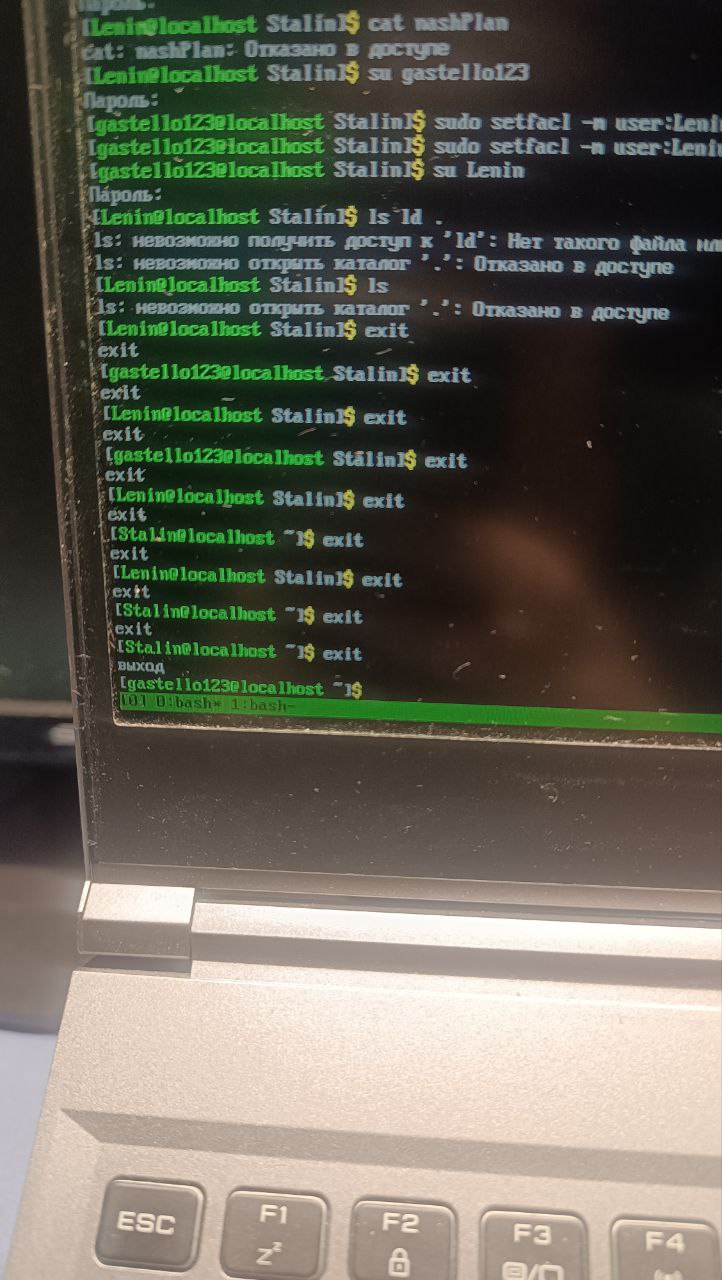 Пароль:
[Lenin@localhost Stalin]$ cat nashPlan
cat: nashPlan: Отказано в доступе
[Lenin@localhost Stalin]$ su gastello123
Пароль:
[gastello123@localhost Stalin]$ sudo setfacl -m user:Leni
[gastello123@localhost Stalin]$ sudo setfacl -m user:Leni
[gastello123@localhost Stalin]$ su Lenin
Пароль:
[Lenin@localhost Stalin]$ ls ld .
ls: невозможно получить доступ к 'ld': Нет такого файла ил
ls: невозможно открыть каталог '.': Отказано в доступе
[Lenin@localhost Stalin]$ ls
ls: невозможно открыть каталог '.': Отказано в доступе
[Lenin@localhost Stalin]$ exit
exit
[gastello123@localhost Stalin]$ exit
exit
[Lenin@localhost Stalin]$ exit
exit
[gastello123@localhost Stalin]$ exit
exit
[Lenin@localhost Stalin]$ exit
exit
[Stalin@localhost ~]$ exit
exit
[Lenin@localhost Stalin]$ exit
exit
[Stalin@localhost ~]$ exit
exit
[Stalin@localhost ~]$ exit
выход
[gastello123@localhost ~]$
[0] 0:bash* 1:bash-
ESC F1 F2 F3 F4
z²